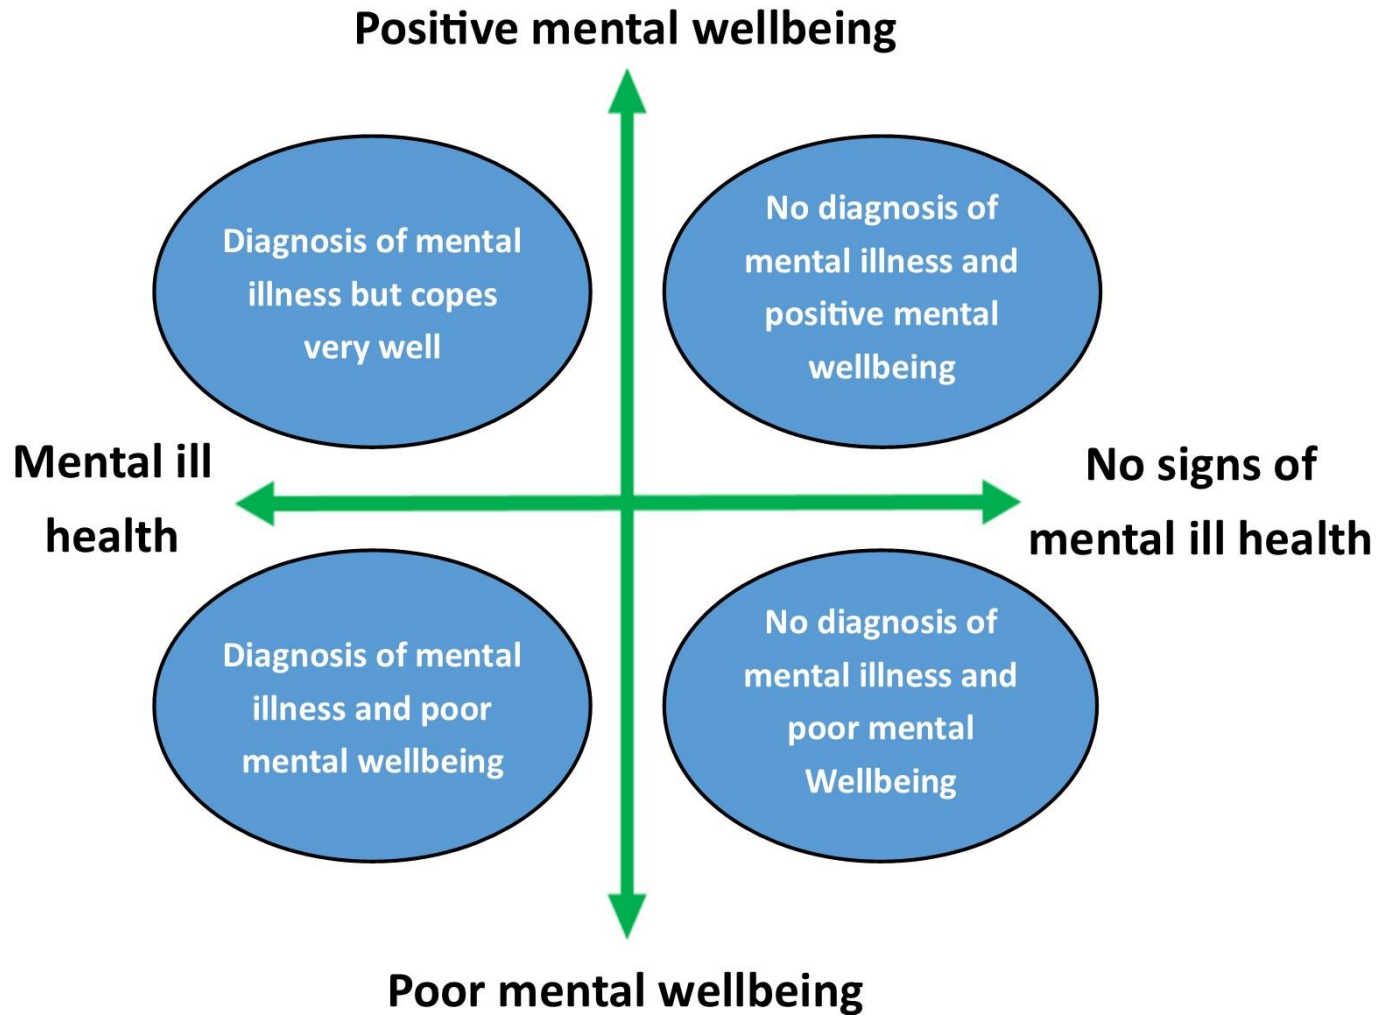 Positive mental wellbeing
Diagnosis of mental
illness but copes
very well
No diagnosis of
mental illness and
positive mental
wellbeing
Mental ill
health
No signs of
mental ill health
Diagnosis of mental
illness and poor
mental wellbeing
No diagnosis of
mental illness and
poor mental
Wellbeing
Poor mental wellbeing